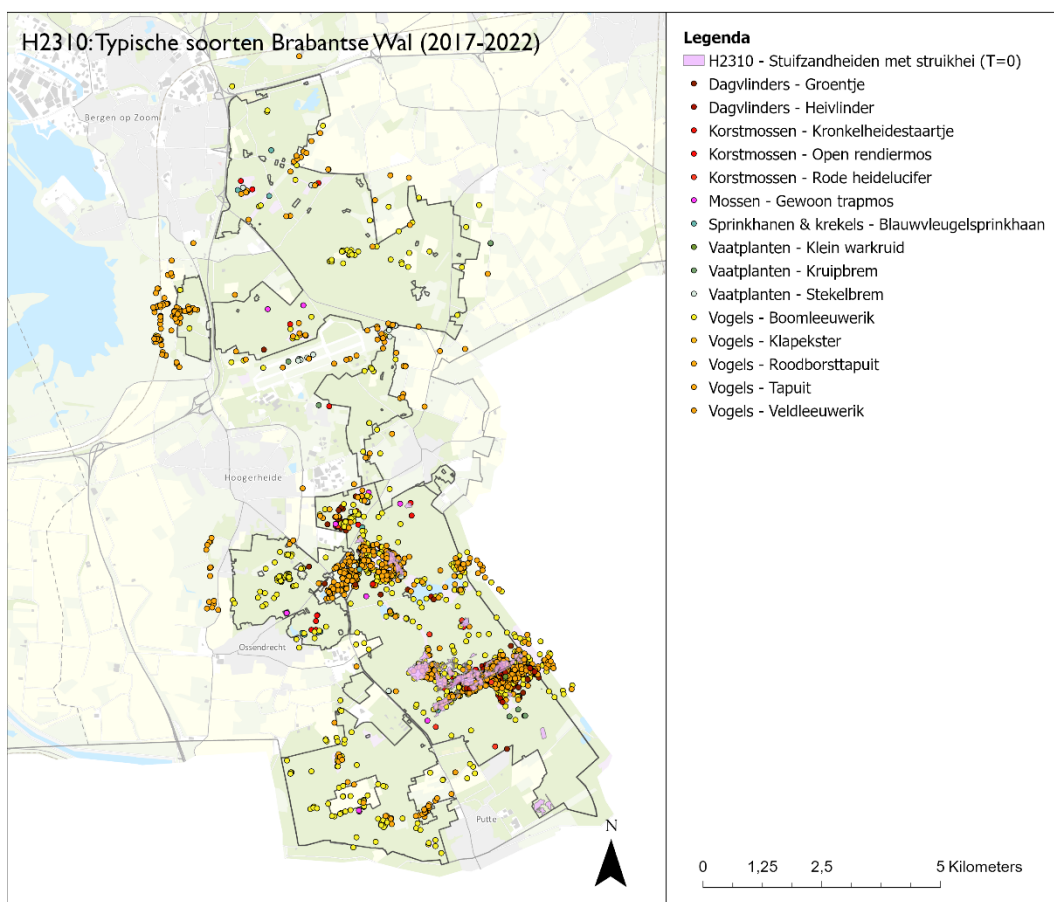 H2310: Typische soorten Brabantse Wal (2017-2022)
Bergen op Zoom
Hoogerheide
Ossendrecht
Putte
N
Legenda
H2310 - Stuifzandheiden met struikhei (T=0)
Dagvlinders - Groentje
Dagvlinders - Heivlinder
Korstmossen - Kronkelheidestaartje
Korstmossen - Open rendiermos
Korstmossen - Rode heidelucifer
Mossen - Gewoon trapmos
Sprinkhanen & krekels - Blauwvleugelsprinkhaan
Vaatplanten - Klein warkruid
Vaatplanten - Kruipbrem
Vaatplanten - Stekelbrem
Vogels - Boomleeuwerik
Vogels - Klapekster
Vogels - Roodborsttapuit
Vogels - Tapuit
Vogels - Veldleeuwerik
0 1,25 2,5 5 Kilometers